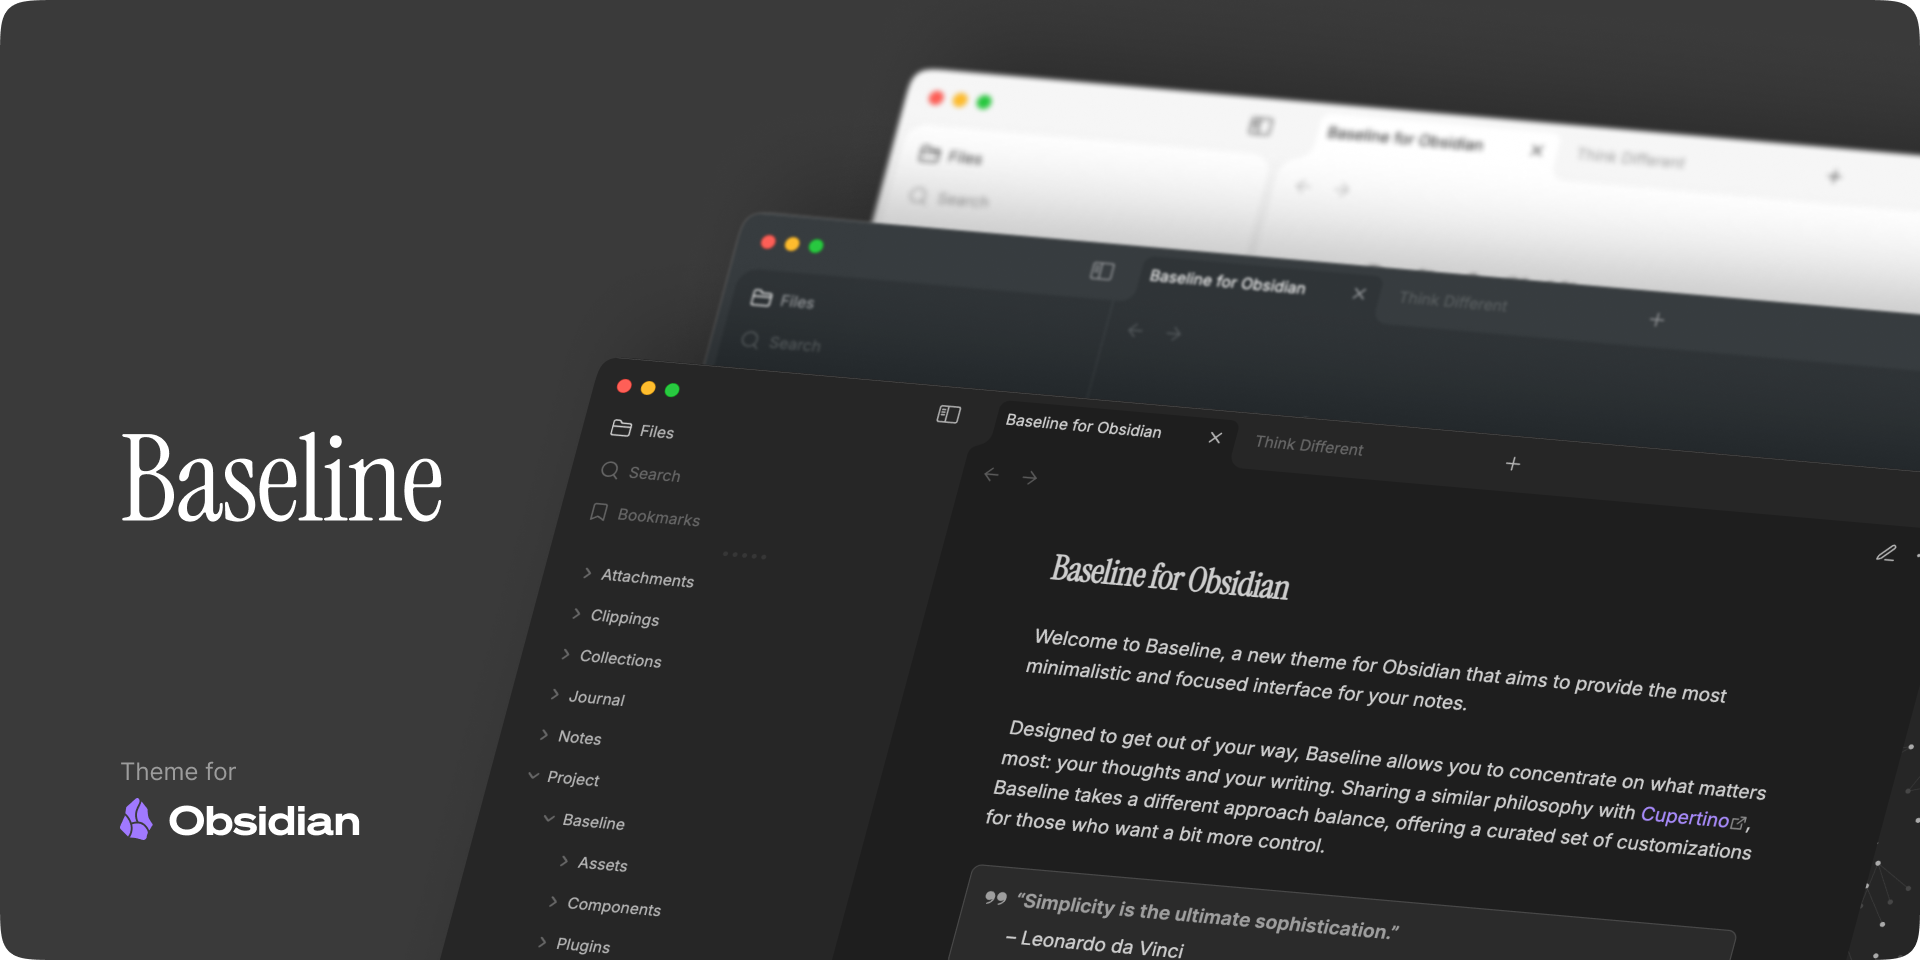 Baseline
Theme for
Obsidian
Baseline for Obsidian
Think Different
Files
Search
Baseline for Obsidian
Think Different
Files
Search
Baseline for Obsidian
Think Different
Files
Search
Bookmarks
Attachments
Clippings
Collections
Journal
Notes
Project
Baseline
Assets
Components
Plugins
Baseline for Obsidian
Welcome to Baseline, a new theme for Obsidian that aims to provide the most
minimalistic and focused interface for your notes.
Designed to get out of your way, Baseline allows you to concentrate on what matters
most: your thoughts and your writing. Sharing a similar philosophy with Cupertino,
Baseline takes a different approach balance, offering a curated set of customizations
for those who want a bit more control.
“Simplicity is the ultimate sophistication.”
– Leonardo da Vinci